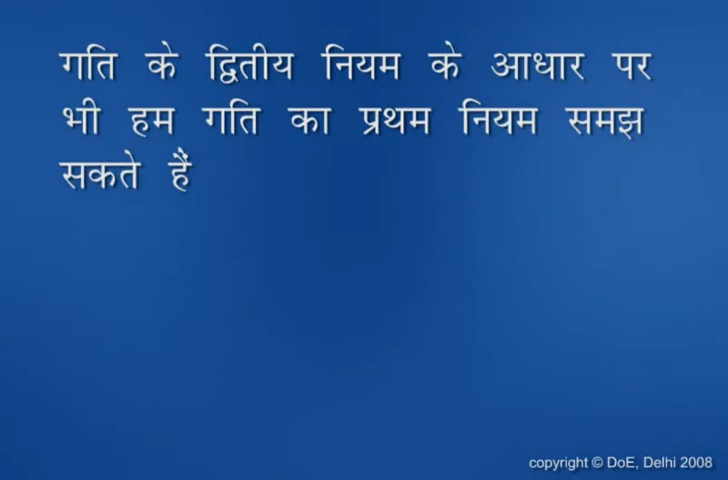 गति के द्वितीय नियम के आधार पर
भी हम गति का प्रथम नियम समझ
सकते हैं
copyright © DoE, Delhi 2008